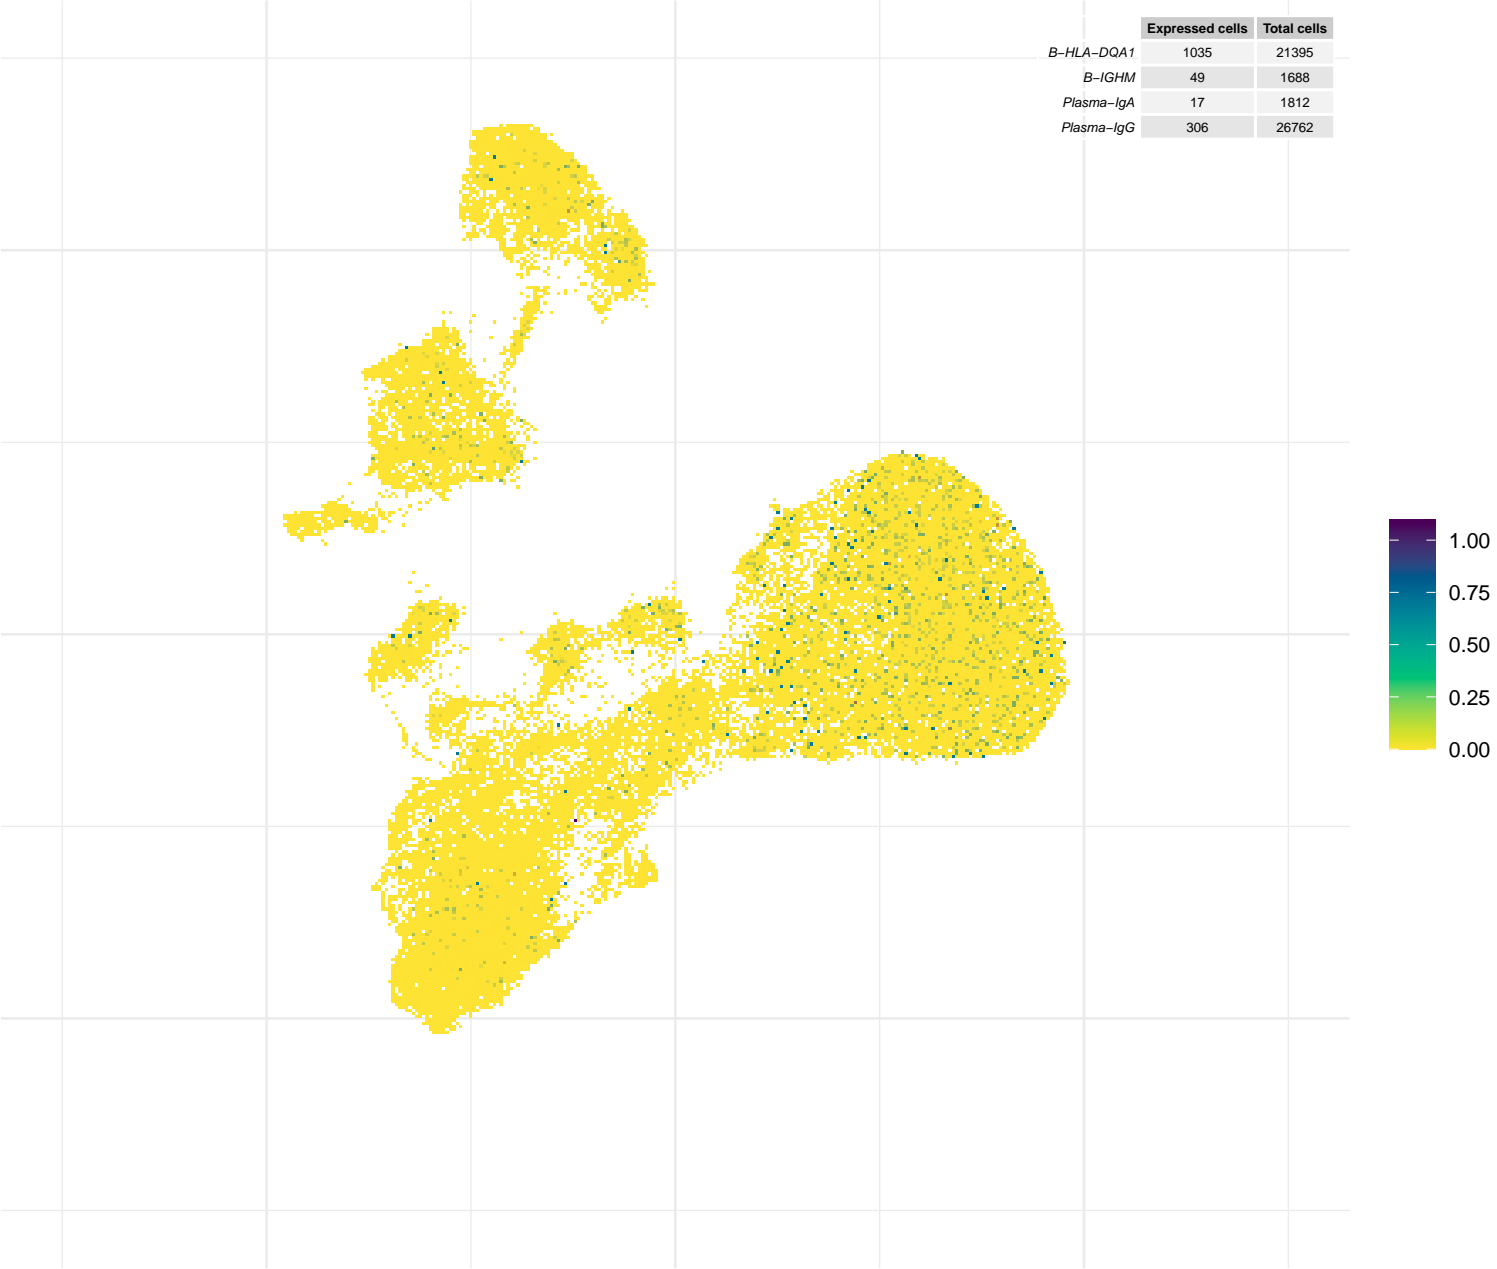 Expressed cells Total cells
B−HLA−DQA1 1035 21395
B−IGHM 49 1688
Plasma−IgA 17 1812
Plasma−IgG 306 26762
1.00
0.75
0.50
0.25
0.00